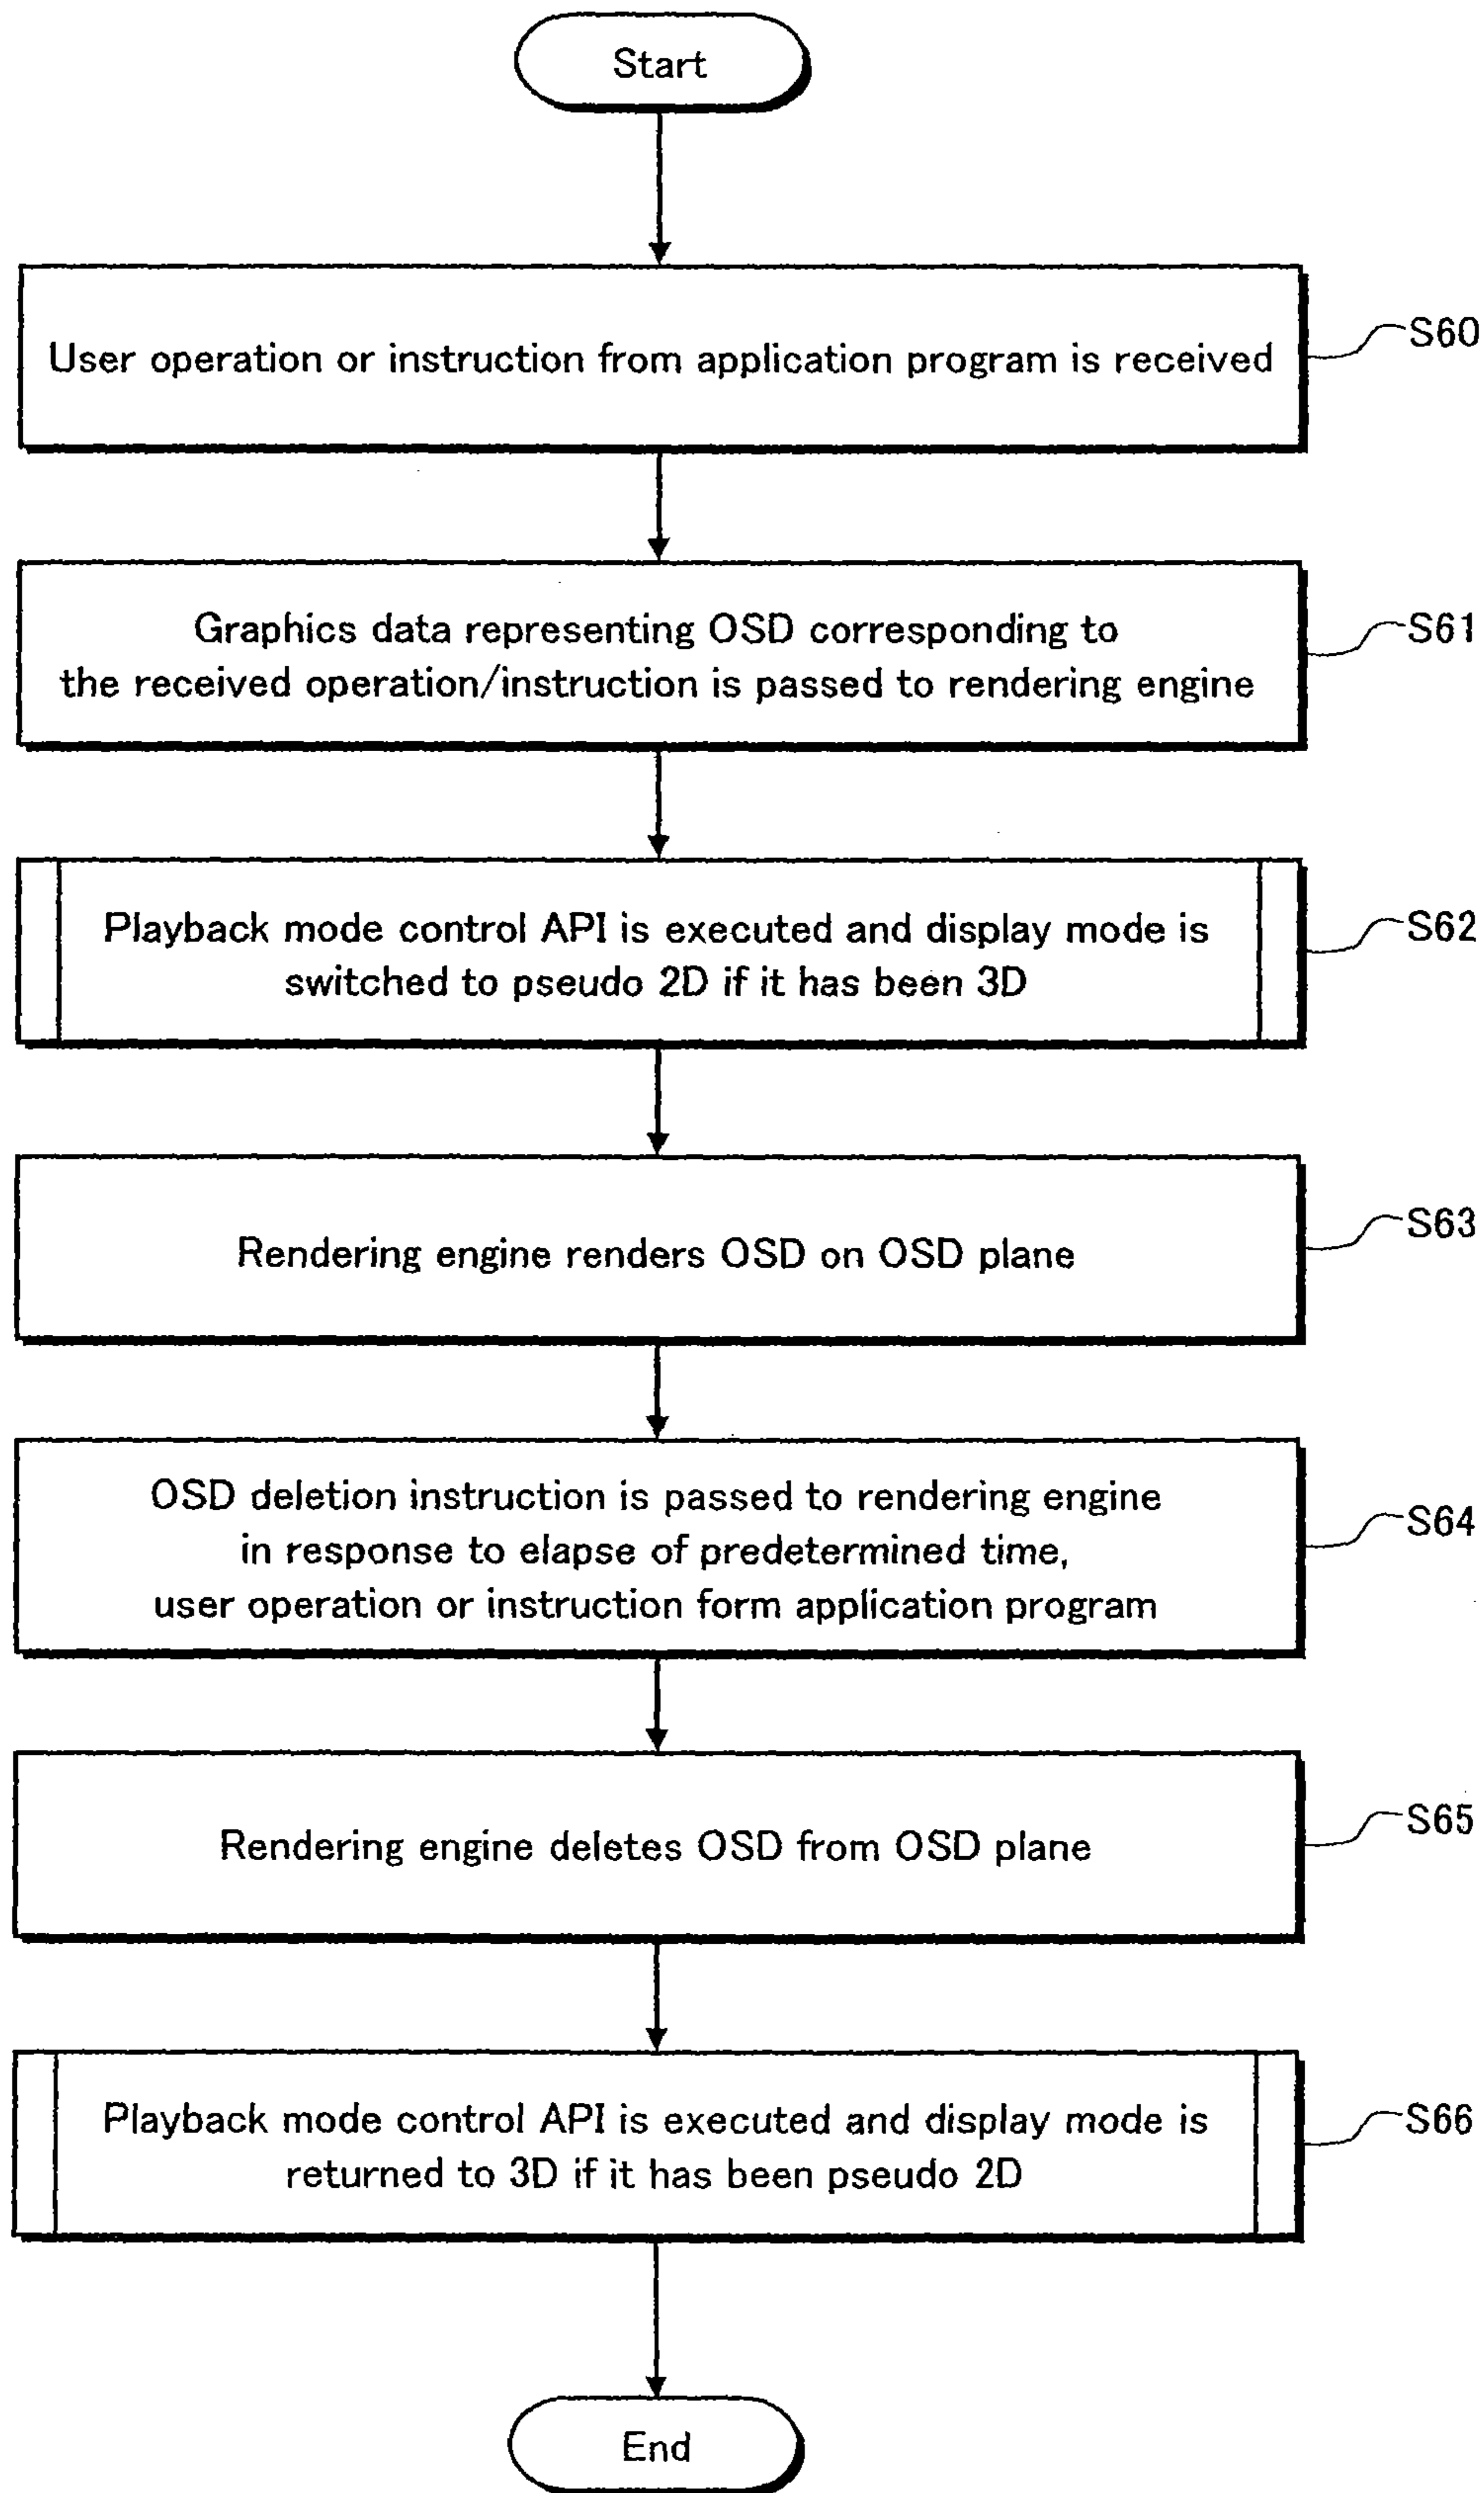 Start
User operation or instruction from application program is received
S60
Graphics data representing OSD corresponding to
the received operation/instruction is passed to rendering engine
S61
Playback mode control API is executed and display mode is
switched to pseudo 2D if it has been 3D
S62
Rendering engine renders OSD on OSD plane
S63
OSD deletion instruction is passed to rendering engine
in response to elapse of predetermined time,
user operation or instruction form application program
S64
Rendering engine deletes OSD from OSD plane
S65
Playback mode control API is executed and display mode is
returned to 3D if it has been pseudo 2D
S66
End